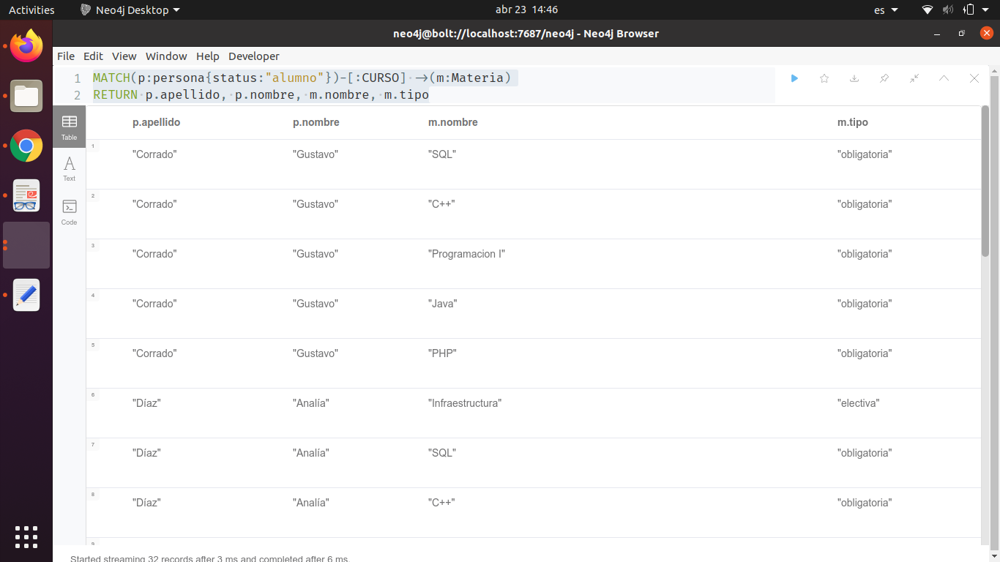 Activities Neo4j Desktop abr 23 14:46 es
neo4j@bolt://localhost:7687/neo4j - Neo4j Browser
File Edit View Window Help Developer
1 MATCH(p:persona{status:"alumno"})-[:CURSO] →(m:Materia)
2 RETURN p.apellido, p.nombre, m.nombre, m.tipo
Table
Text
Code
p.apellido p.nombre m.nombre m.tipo
1 "Corrado" "Gustavo" "SQL" "obligatoria"
2 "Corrado" "Gustavo" "C++" "obligatoria"
3 "Corrado" "Gustavo" "Programacion I" "obligatoria"
4 "Corrado" "Gustavo" "Java" "obligatoria"
5 "Corrado" "Gustavo" "PHP" "obligatoria"
6 "Díaz" "Analía" "Infraestructura" "electiva"
7 "Díaz" "Analía" "SQL" "obligatoria"
8 "Díaz" "Analía" "C++" "obligatoria"
9
Started streaming 32 records after 3 ms and completed after 6 ms.